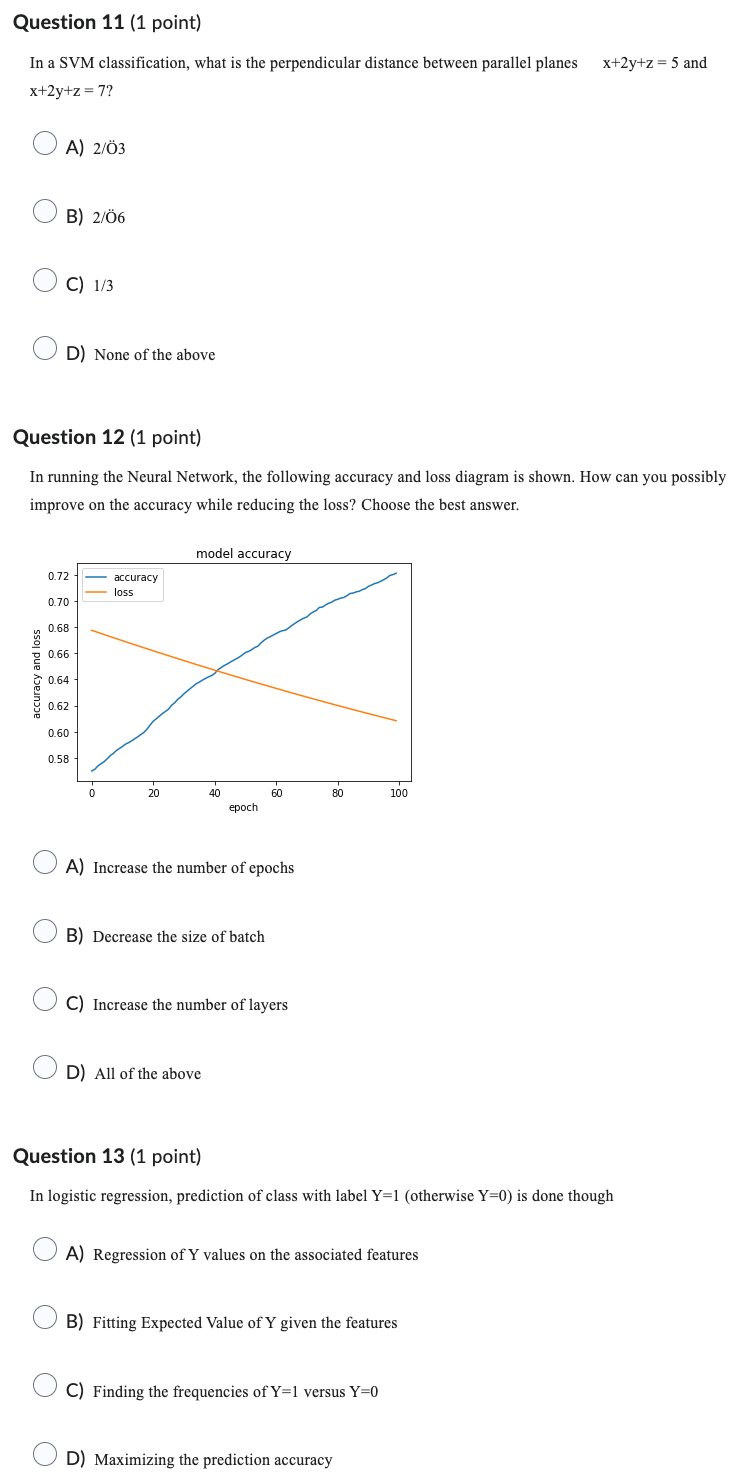 Question 11 (1 point)
In a SVM classification, what is the perpendicular distance between parallel planes x+2y+z = 5 and
x+2y+z = 7?
A) 2/Ö3
B) 2/Ö6
C) 1/3
D) None of the above
Question 12 (1 point)
In running the Neural Network, the following accuracy and loss diagram is shown. How can you possibly
improve on the accuracy while reducing the loss? Choose the best answer.
model accuracy
accuracy
loss
accuracy and loss
0.72
0.70
0.68
0.66
0.64
0.62
0.60
0.58
0 20 40 60 80 100
epoch
A) Increase the number of epochs
B) Decrease the size of batch
C) Increase the number of layers
D) All of the above
Question 13 (1 point)
In logistic regression, prediction of class with label Y=1 (otherwise Y=0) is done though
A) Regression of Y values on the associated features
B) Fitting Expected Value of Y given the features
C) Finding the frequencies of Y=1 versus Y=0
D) Maximizing the prediction accuracy